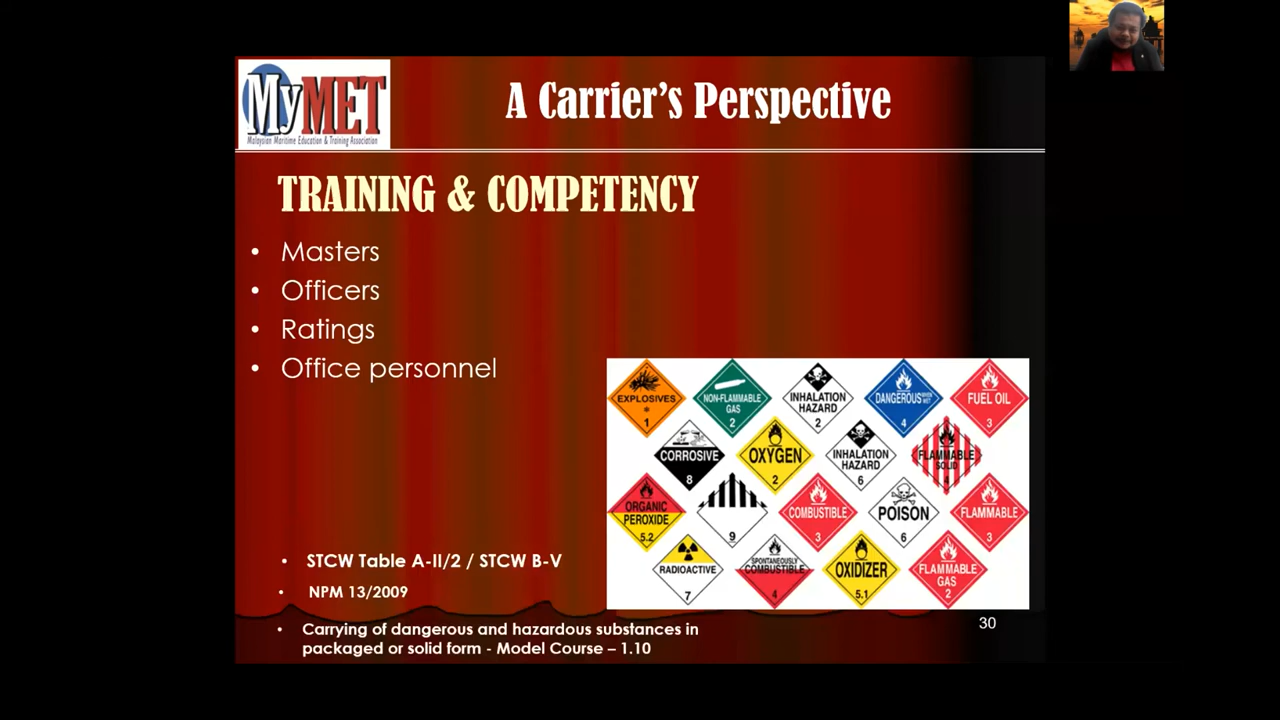 MyMET
Malaysian Maritime Education & Training Association
A Carrier's Perspective
TRAINING & COMPETENCY
• Masters
• Officers
• Ratings
• Office personnel
EXPLOSIVES
*
1
NON-FLAMMABLE
GAS
2
INHALATION
HAZARD
2
DANGEROUS WHEN WET
4
FUEL OIL
3
CORROSIVE
8
OXYGEN
2
INHALATION
HAZARD
6
FLAMMABLE
SOLID
4
ORGANIC
PEROXIDE
5.2
9
COMBUSTIBLE
3
POISON
6
FLAMMABLE
3
RADIOACTIVE
7
SPONTANEOUSLY
COMBUSTIBLE
4
OXIDIZER
5.1
FLAMMABLE
GAS
2
• STCW Table A-II/2 / STCW B-V
• NPM 13/2009
• Carrying of dangerous and hazardous substances in
packaged or solid form - Model Course – 1.10
30